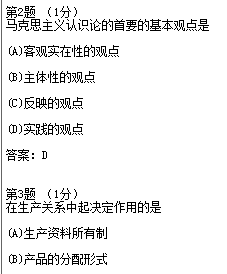 第2题 (1分)
马克思主义认识论的首要的基本观点是
(A)客观实在性的观点
(B)主体性的观点
(C)反映的观点
(D)实践的观点
答案：D
第3题 (1分)
在生产关系中起决定作用的是
(A)生产资料所有制
(B)产品的分配形式